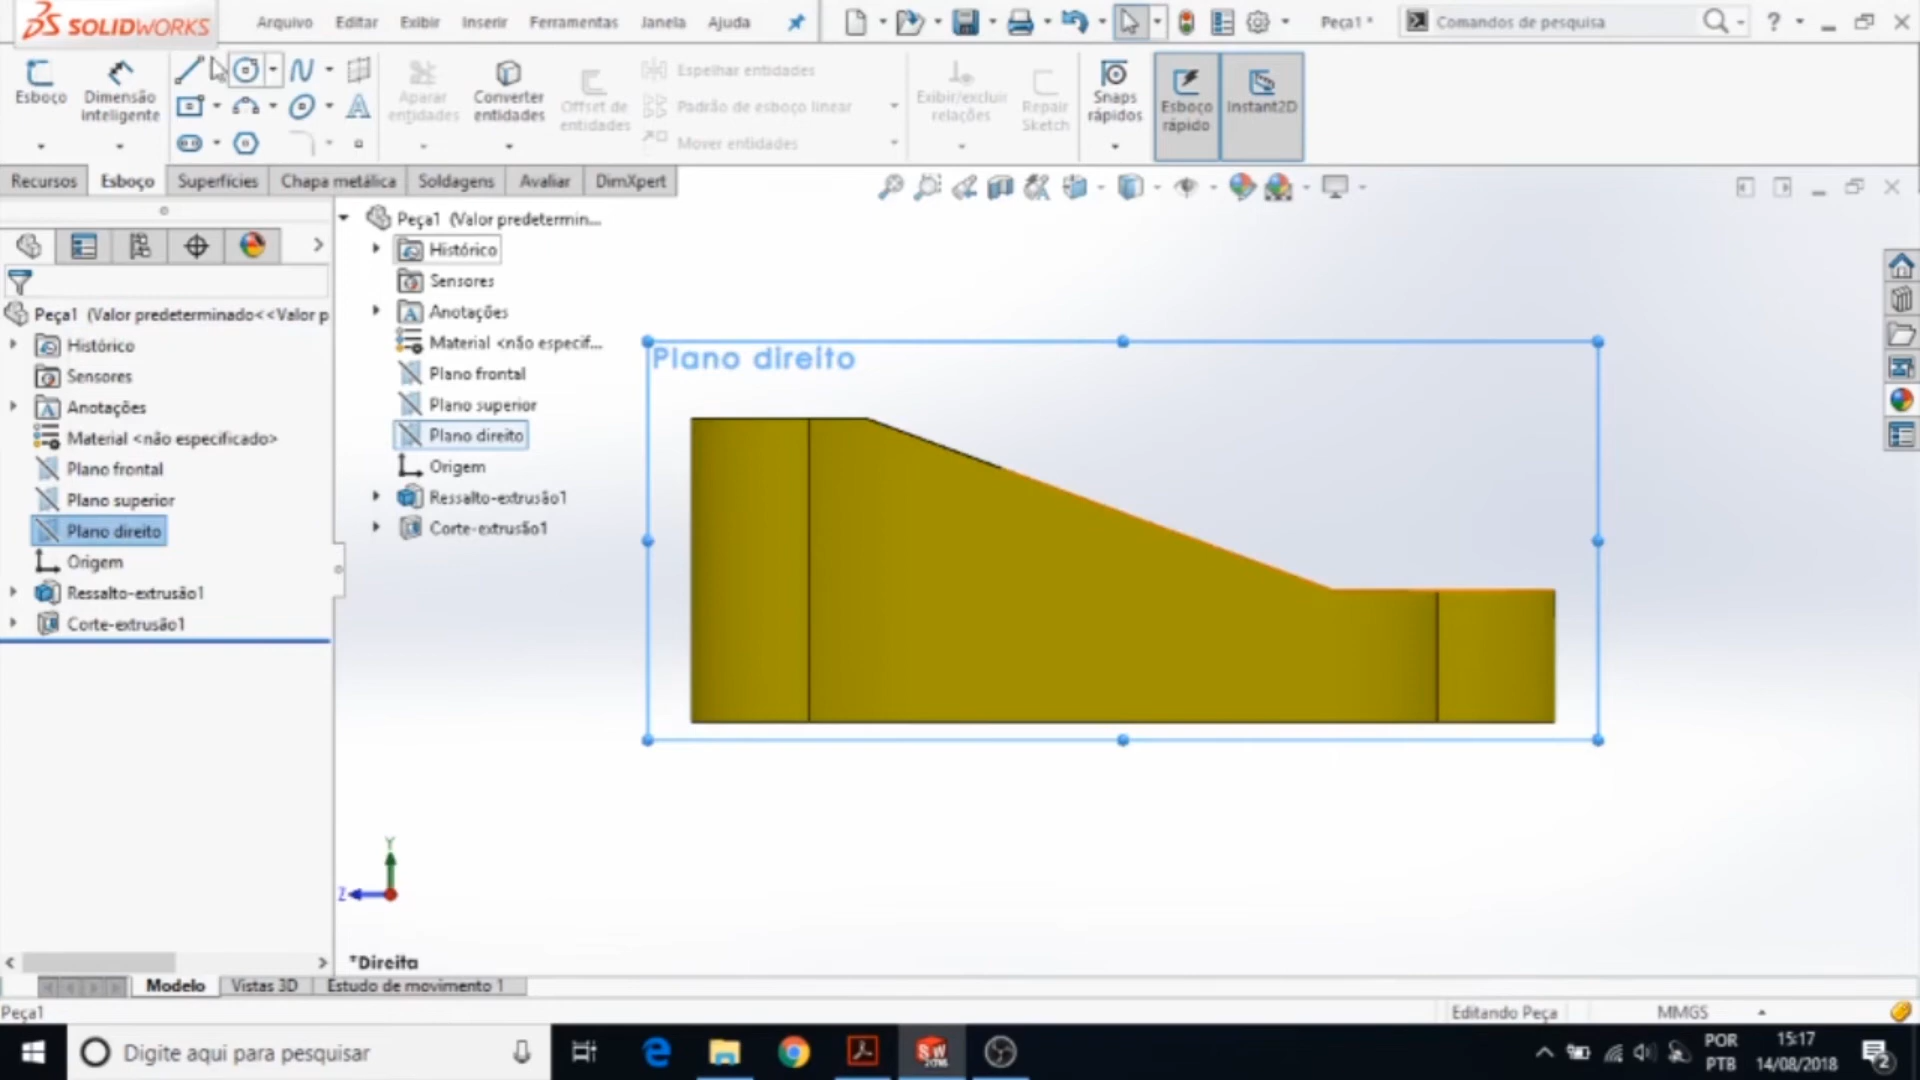 SOLIDWORKS
Arquivo Editar Exibir Inserir Ferramentas Janela Ajuda
Peça1 *
Comandos de pesquisa
?
Esboço
Dimensão inteligente
Aparar entidades
Converter entidades
Offset de entidades
Espelhar entidades
Padrão de esboço linear
Mover entidades
Exibir/excluir relações
Repair Sketch
Snaps rápidos
Esboço rápido
Instant2D
Recursos Esboço Superfícies Chapa metálica Soldagens Avaliar DimXpert
Peça1 (Valor predeterminado<<Valor p
Histórico
Sensores
Anotações
Material <não especificado>
Plano frontal
Plano superior
Plano direito
Origem
Ressalto-extrusão1
Corte-extrusão1
Peça1 (Valor predetermin...
Histórico
Sensores
Anotações
Material <não especif...
Plano frontal
Plano superior
Plano direito
Origem
Ressalto-extrusão1
Corte-extrusão1
Plano direito
Y
Z
*Direita
Modelo Vistas 3D Estudo de movimento 1
Peça1
Editando Peça MMGS
Digite aqui para pesquisar
SW
POR
PTB
15:17
14/08/2018
2